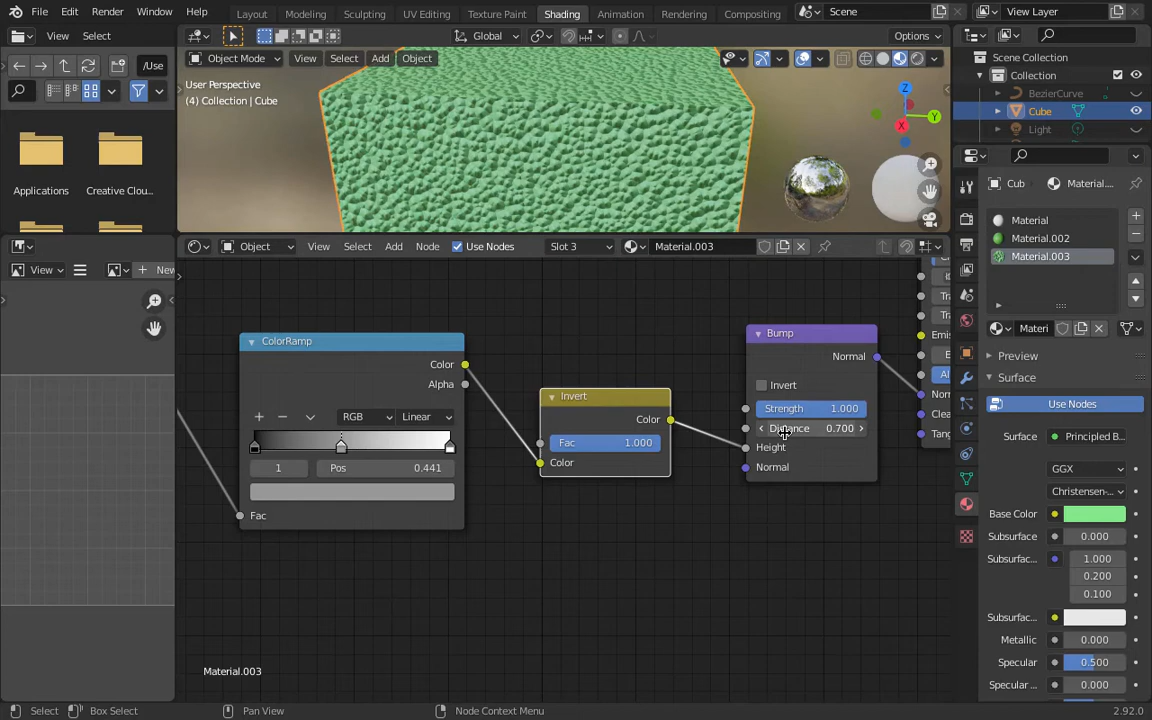 File Edit Render Window Help
Layout Modeling Sculpting UV Editing Texture Paint Shading Animation Rendering Compositing
Scene
View Layer
View Select
/Use
Applications
Creative Clou...
View
New
Global
Options
Object Mode View Select Add Object
User Perspective
(4) Collection | Cube
Z
Y
X
Object View Select Add Node Use Nodes Slot 3 Material.003
ColorRamp
Color
Alpha
RGB Linear
1 Pos 0.441
Fac
Invert
Color
Fac 1.000
Color
Bump
Normal
Invert
Strength 1.000
Distance 0.700
Height
Normal
Emis
Nor
Clea
Tang
Material.003
Scene Collection
Collection
BezierCurve
Cube
Light
Cub Material....
Material
Material.002
Material.003
Materi
Preview
Surface
Use Nodes
Surface Principled B...
GGX
Christensen-...
Base Color
Subsurface 0.000
Subsurfac... 1.000
0.200
0.100
Subsurfac...
Metallic 0.000
Specular 0.500
Specular ... 0.000
Select Box Select Pan View Node Context Menu 2.92.0